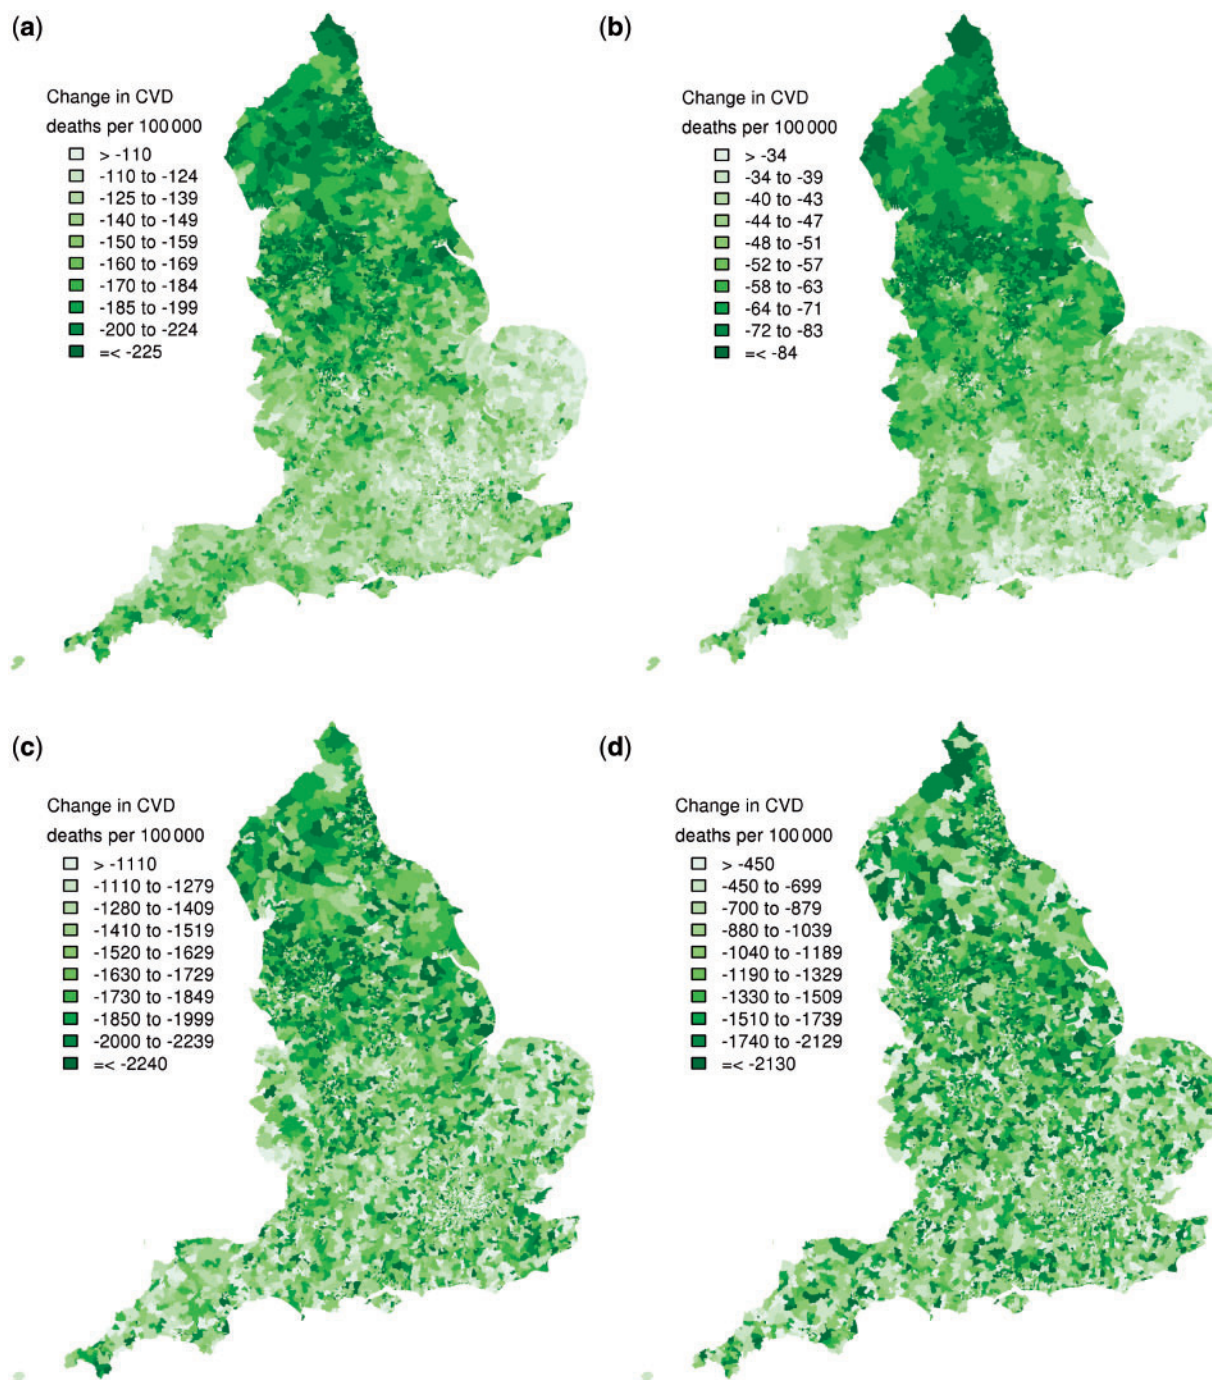 (a)
Change in CVD
deaths per 100 000
> -110
-110 to -124
-125 to -139
-140 to -149
-150 to -159
-160 to -169
-170 to -184
-185 to -199
-200 to -224
=< -225
(b)
Change in CVD
deaths per 100 000
> -34
-34 to -39
-40 to -43
-44 to -47
-48 to -51
-52 to -57
-58 to -63
-64 to -71
-72 to -83
=< -84
(c)
Change in CVD
deaths per 100 000
> -1110
-1110 to -1279
-1280 to -1409
-1410 to -1519
-1520 to -1629
-1630 to -1729
-1730 to -1849
-1850 to -1999
-2000 to -2239
=< -2240
(d)
Change in CVD
deaths per 100 000
> -450
-450 to -699
-700 to -879
-880 to -1039
-1040 to -1189
-1190 to -1329
-1330 to -1509
-1510 to -1739
-1740 to -2129
=< -2130